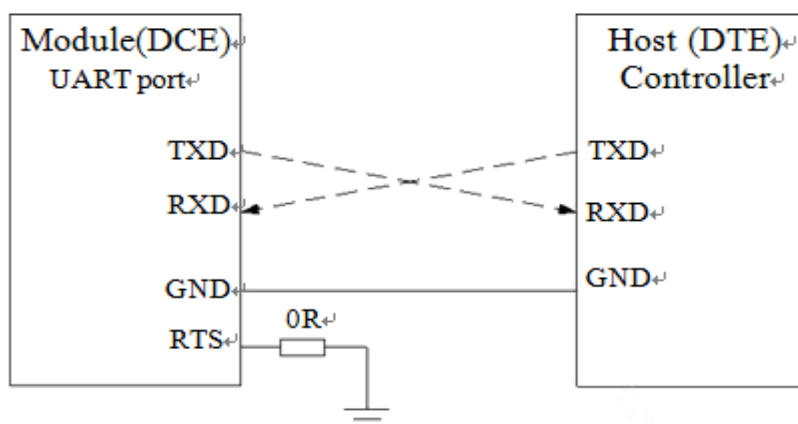 Module(DCE)
UART port
TXD
RXD
GND
RTS
0R
Host (DTE)
Controller
TXD
RXD
GND